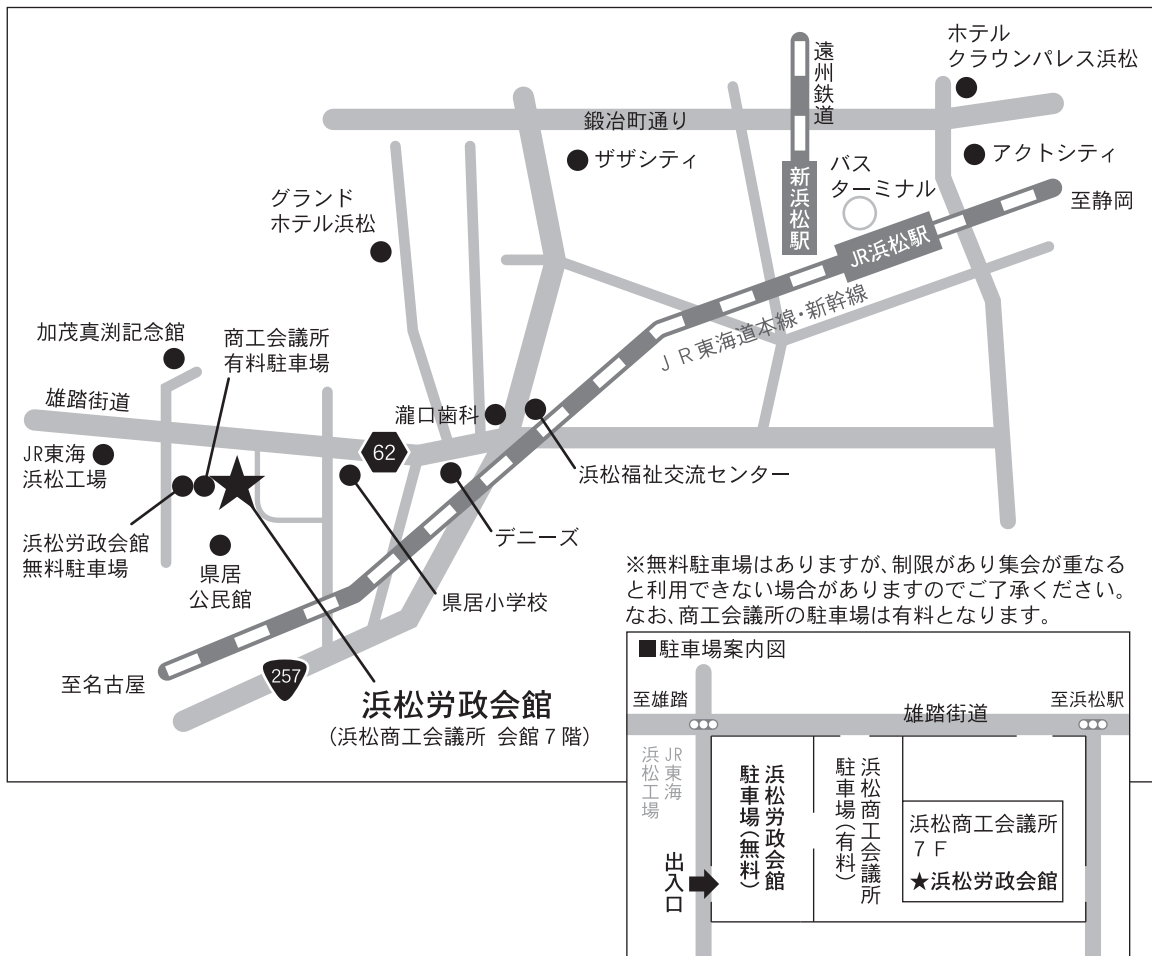 ホテル
クラウンパレス浜松
遠州鉄道
鍛冶町通り
ザザシティ
バス
ターミナル
アクトシティ
新浜松駅
至静岡
グランド
ホテル浜松
JR浜松駅
JR東海道本線・新幹線
加茂真渕記念館
商工会議所
有料駐車場
雄踏街道
瀧口歯科
62
JR東海
浜松工場
浜松福祉交流センター
浜松労政会館
無料駐車場
デニーズ
県居
公民館
県居小学校
※無料駐車場はありますが、制限があり集会が重なる
と利用できない場合がありますのでご了承ください。
なお、商工会議所の駐車場は有料となります。
257
至名古屋
浜松労政会館
(浜松商工会議所 会館7階)
■駐車場案内図
至雄踏
雄踏街道
至浜松駅
JR東海
浜松工場
浜松労政会館
駐車場(無料)
浜松商工会議所
駐車場(有料)
浜松商工会議所
7F
★浜松労政会館
出入口